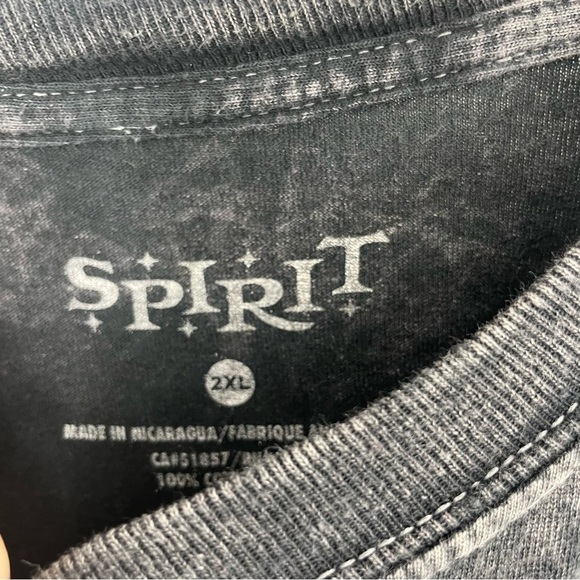 SPIRIT
2XL
MADE IN NICARAGUA/FABRIQUE
CA#51857
100%